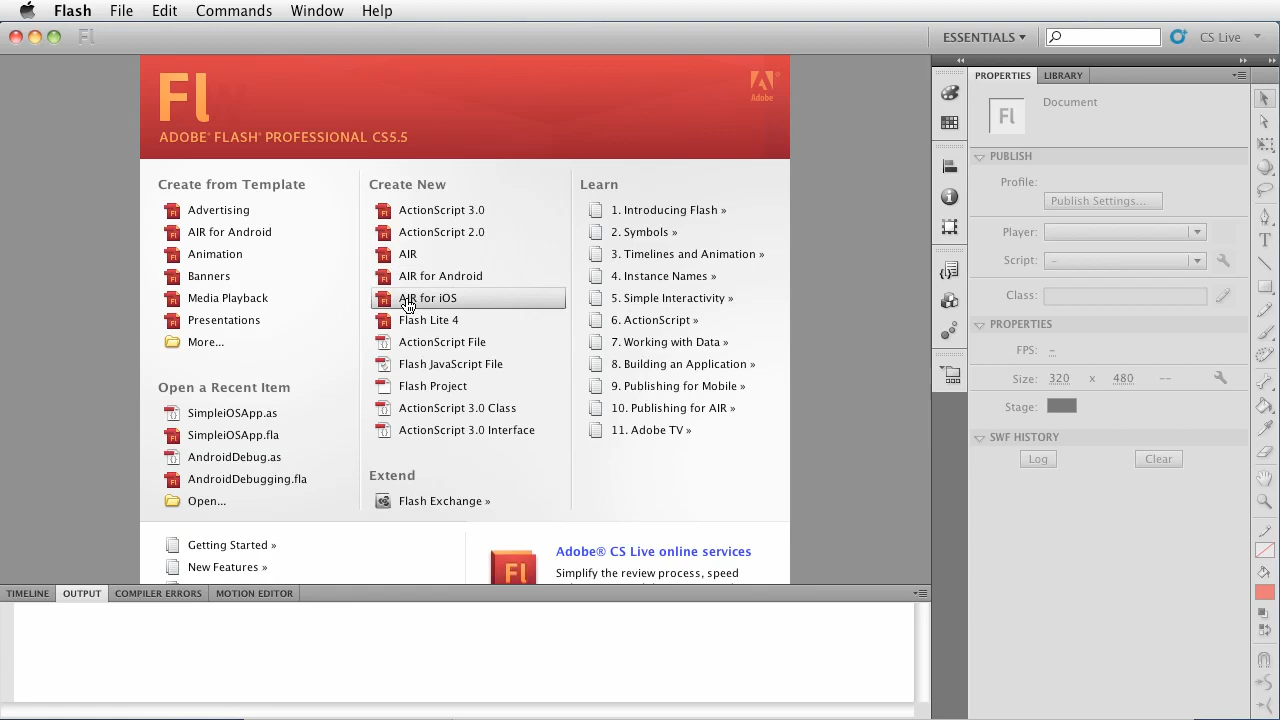 Flash File Edit Commands Window Help
Fl
ESSENTIALS
CS Live
Fl
Adobe
ADOBE® FLASH® PROFESSIONAL CS5.5
Create from Template
Advertising
AIR for Android
Animation
Banners
Media Playback
Presentations
More...
Open a Recent Item
SimpleiOSApp.as
SimpleiOSApp.fla
AndroidDebug.as
AndroidDebugging.fla
Open...
Create New
ActionScript 3.0
ActionScript 2.0
AIR
AIR for Android
AIR for iOS
Flash Lite 4
ActionScript File
Flash JavaScript File
Flash Project
ActionScript 3.0 Class
ActionScript 3.0 Interface
Extend
Flash Exchange »
Learn
1. Introducing Flash »
2. Symbols »
3. Timelines and Animation »
4. Instance Names »
5. Simple Interactivity »
6. ActionScript »
7. Working with Data »
8. Building an Application »
9. Publishing for Mobile »
10. Publishing for AIR »
11. Adobe TV »
Getting Started »
New Features »
Fl
Adobe® CS Live online services
Simplify the review process, speed
TIMELINE OUTPUT COMPILER ERRORS MOTION EDITOR
PROPERTIES LIBRARY
Fl
Document
PUBLISH
Profile:
Publish Settings...
Player:
Script: –
Class:
PROPERTIES
FPS: –
Size: 320 x 480 --
Stage:
SWF HISTORY
Log Clear